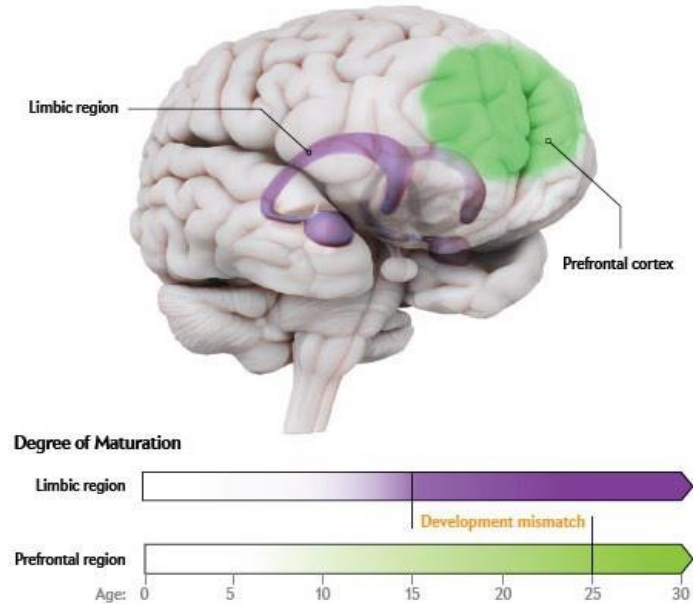 Limbic region
Prefrontal cortex
Degree of Maturation
Limbic region
Development mismatch
Prefrontal region
Age: 0 5 10 15 20 25 30